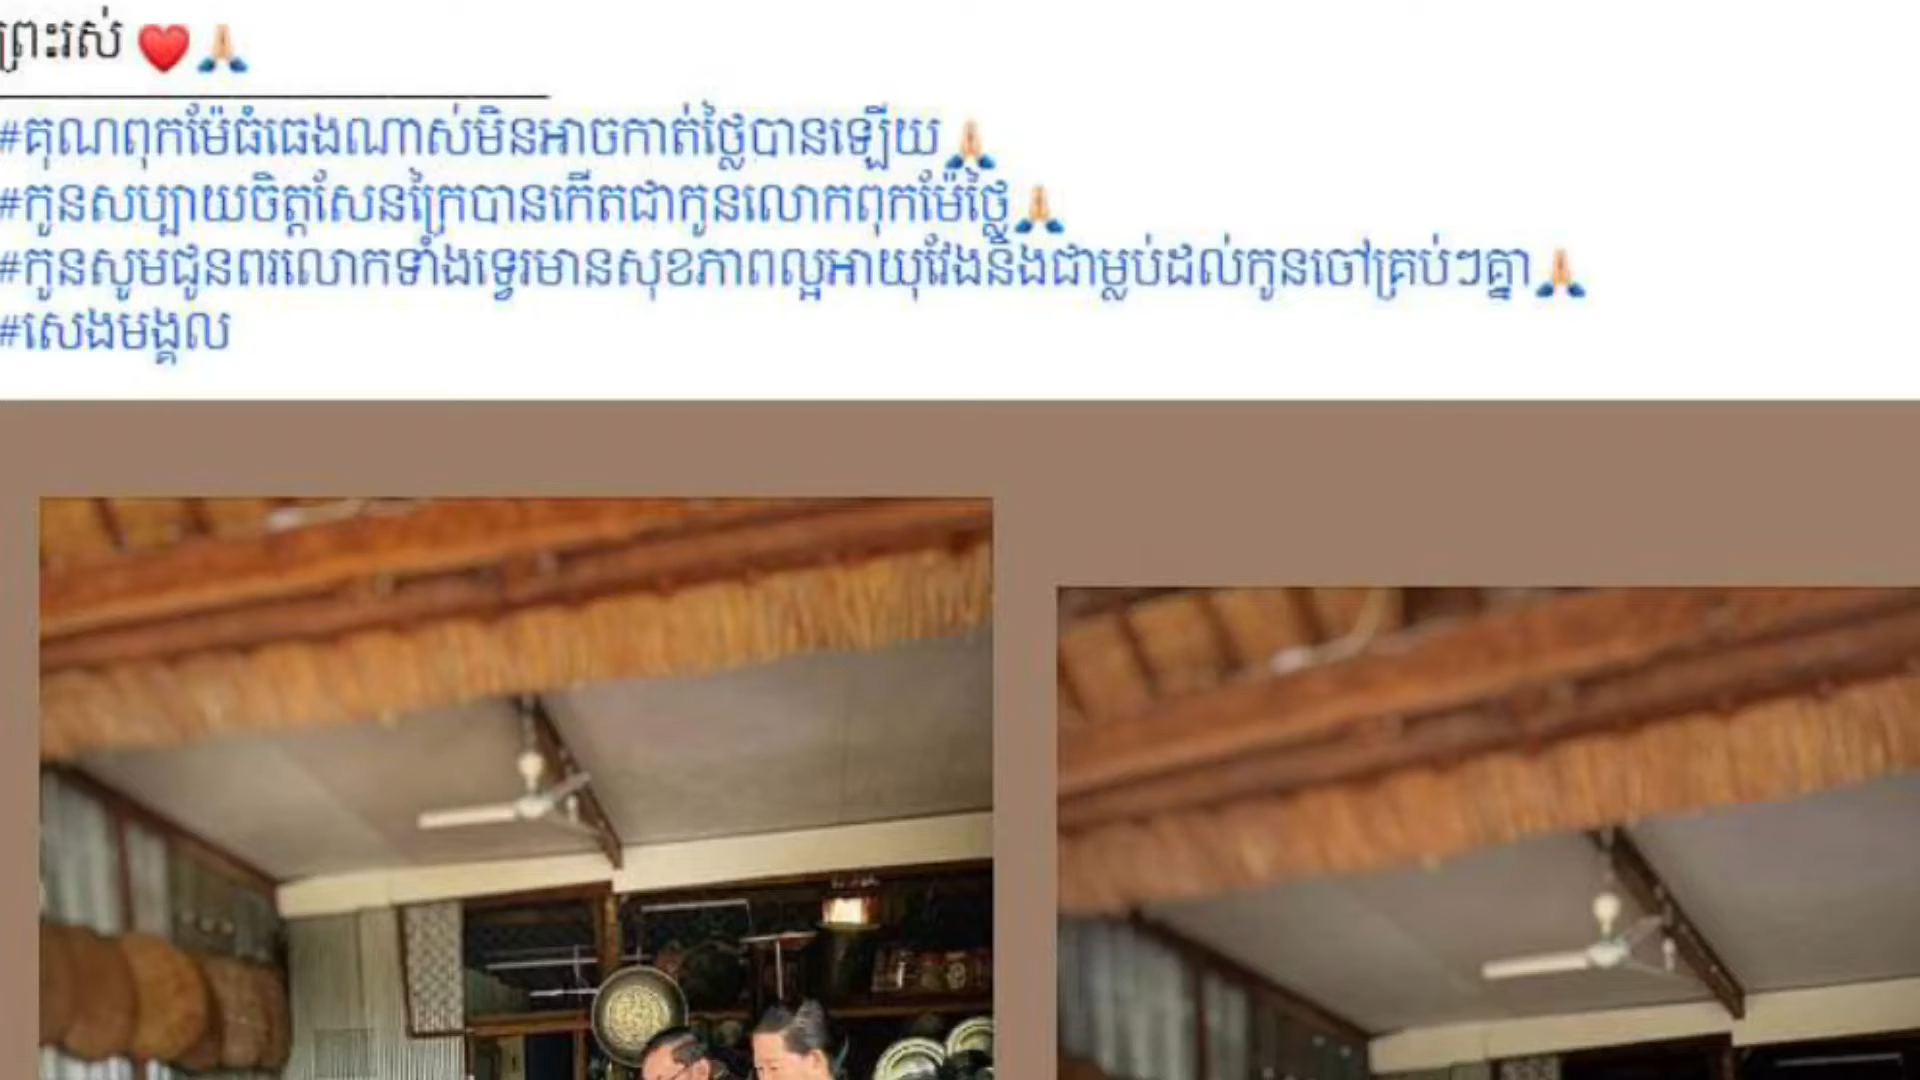 ព្រះរស់ ❤️🙏🏻
#គុណពុកម៉ែធំធេងណាស់មិនអាចកាត់ថ្លៃបានឡើយ🙏🏻
#កូនសប្បាយចិត្តសែនក្រៃបានកើតជាកូនលោកពុកម៉ែថ្លៃ🙏🏻
#កូនសូមជូនពរលោកទាំងទ្វេរមានសុខភាពល្អអាយុវែងនិងជាម្លប់ដល់កូនចៅគ្រប់ៗគ្នា🙏🏻
#សេងមង្គល